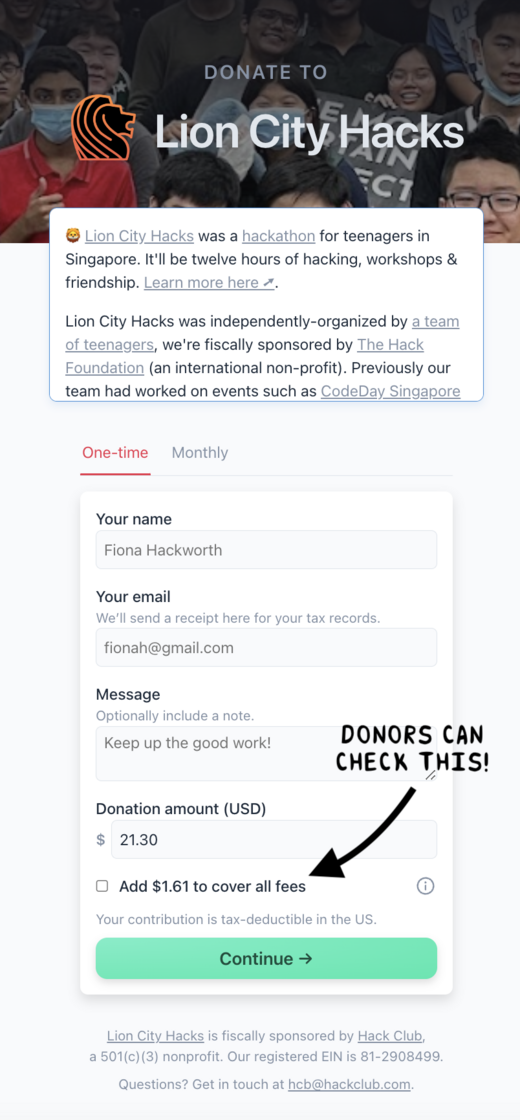 DONATE TO
Lion City Hacks
🦁 Lion City Hacks was a hackathon for teenagers in
Singapore. It'll be twelve hours of hacking, workshops &
friendship. Learn more here ➚.
Lion City Hacks was independently-organized by a team
of teenagers, we're fiscally sponsored by The Hack
Foundation (an international non-profit). Previously our
team had worked on events such as CodeDay Singapore
One-time Monthly
Your name
Fiona Hackworth
Your email
We'll send a receipt here for your tax records.
fionah@gmail.com
Message
Optionally include a note.
Keep up the good work!
DONORS CAN
CHECK THIS!
Donation amount (USD)
$ 21.30
Add $1.61 to cover all fees
Your contribution is tax-deductible in the US.
Continue →
Lion City Hacks is fiscally sponsored by Hack Club,
a 501(c)(3) nonprofit. Our registered EIN is 81-2908499.
Questions? Get in touch at hcb@hackclub.com.